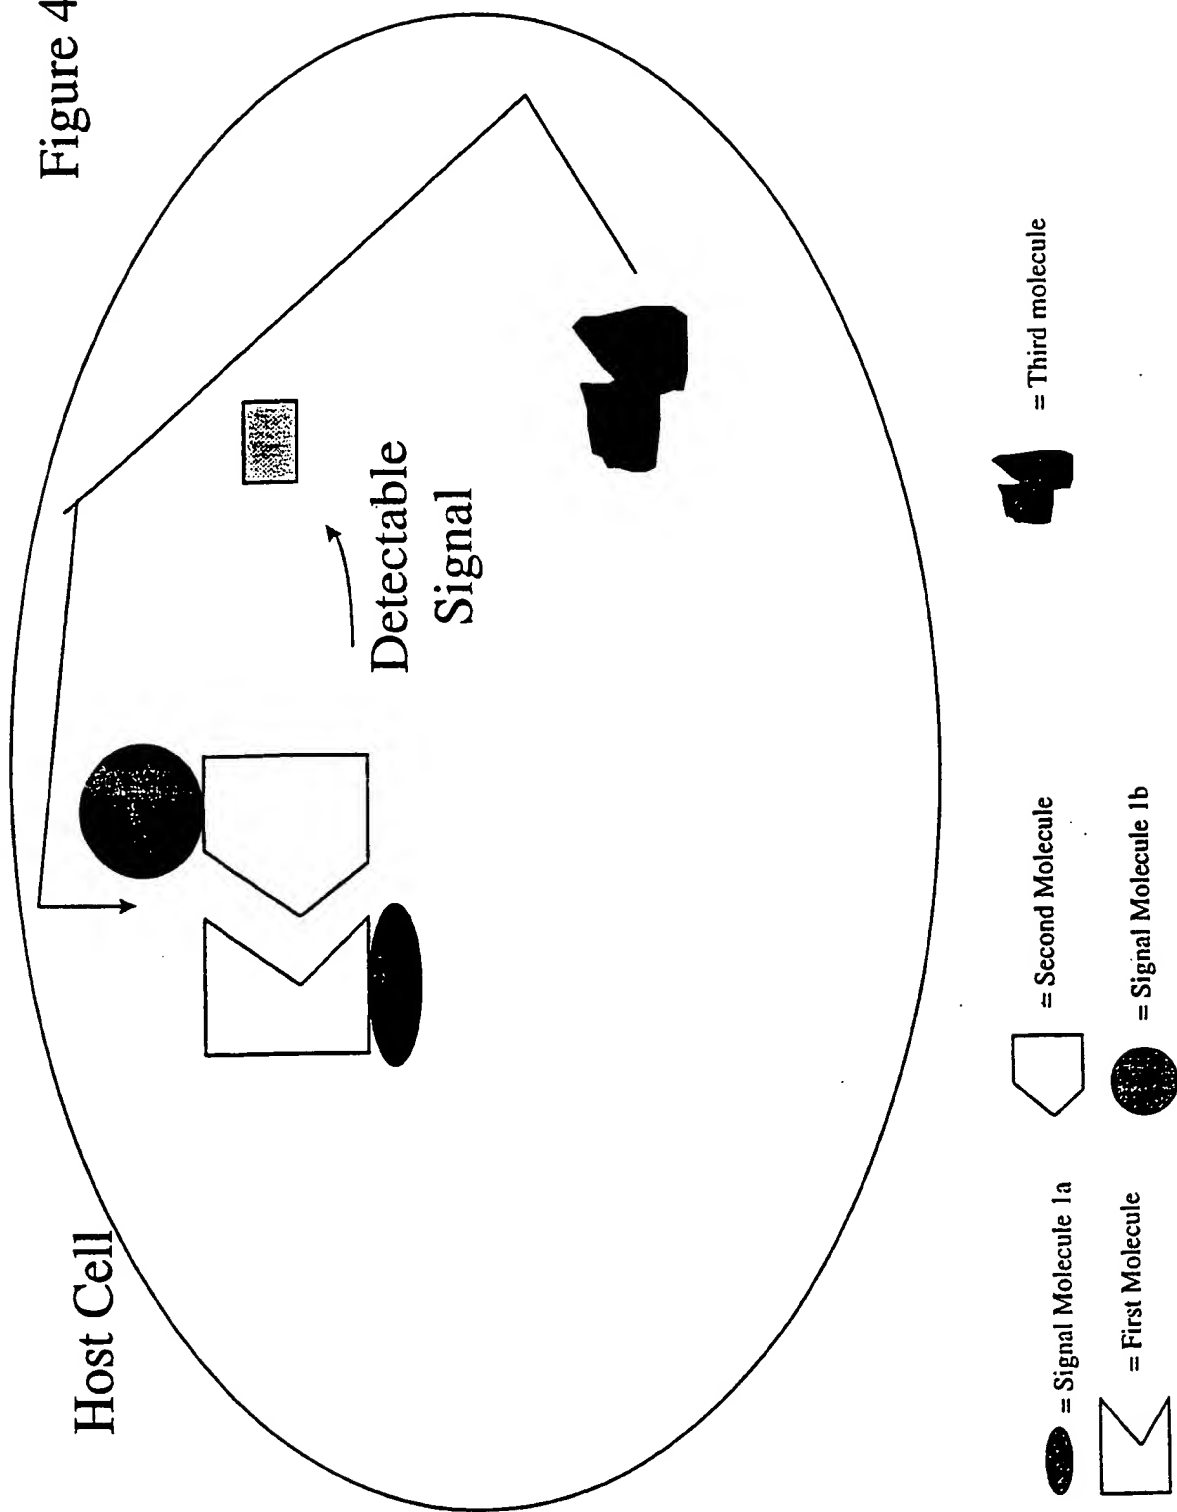 Figure 4
Host Cell
Detectable
Signal
= Signal Molecule 1a
= Second Molecule
= Third molecule
= First Molecule
= Signal Molecule 1b